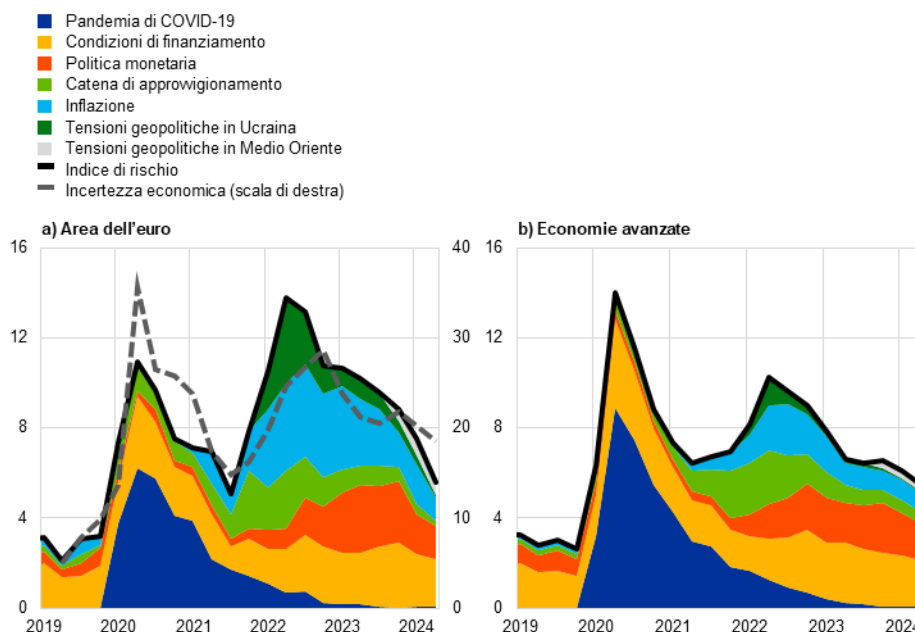 Pandemia di COVID-19
Condizioni di finanziamento
Politica monetaria
Catena di approvvigionamento
Inflazione
Tensioni geopolitiche in Ucraina
Tensioni geopolitiche in Medio Oriente
Indice di rischio
Incertezza economica (scala di destra)
a) Area dell'euro
16
12
8
4
0
40
30
20
10
0
2019 2020 2021 2022 2023 2024
b) Economie avanzate
16
12
8
4
0
2019 2020 2021 2022 2023 2024